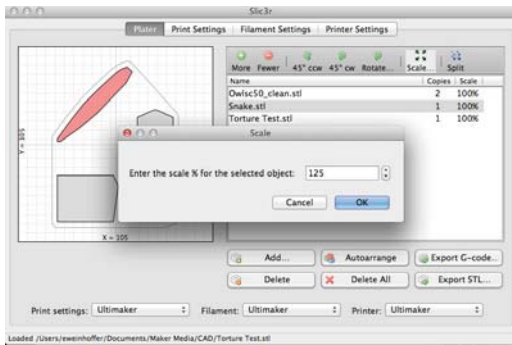 Slic3r
Plater Print Settings Filament Settings Printer Settings
More Fewer 45° ccw 45° cw Rotate... Scale... Split
Name Copies Scale
Owlsc50_clean.stl 2 100%
Snake.stl 1 100%
Torture Test.stl 1 100%
Scale
Enter the scale % for the selected object: 125
Cancel OK
Y = 105
X = 105
Add... Autoarrange Export G-code...
Delete Delete All Export STL...
Print settings: Ultimaker Filament: Ultimaker Printer: Ultimaker
Loaded /Users/eweinhoffer/Documents/Maker Media/CAD/Torture Test.stl